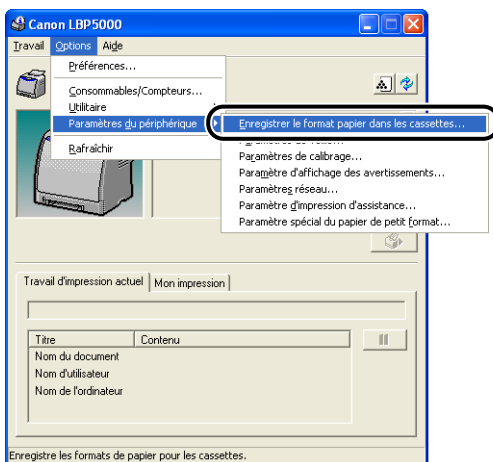 Canon LBP5000
Travail Options Aide
Préférences...
Consommables/Compteurs...
Utilitaire
Paramètres du périphérique
Rafraîchir
Enregistrer le format papier dans les cassettes...
Paramètres de calibrage...
Paramètre d'affichage des avertissements...
Paramètres réseau...
Paramètre d'impression d'assistance...
Paramètre spécial du papier de petit format...
Travail d'impression actuel Mon impression
Titre Contenu
Nom du document
Nom d'utilisateur
Nom de l'ordinateur
Enregistre les formats de papier pour les cassettes.